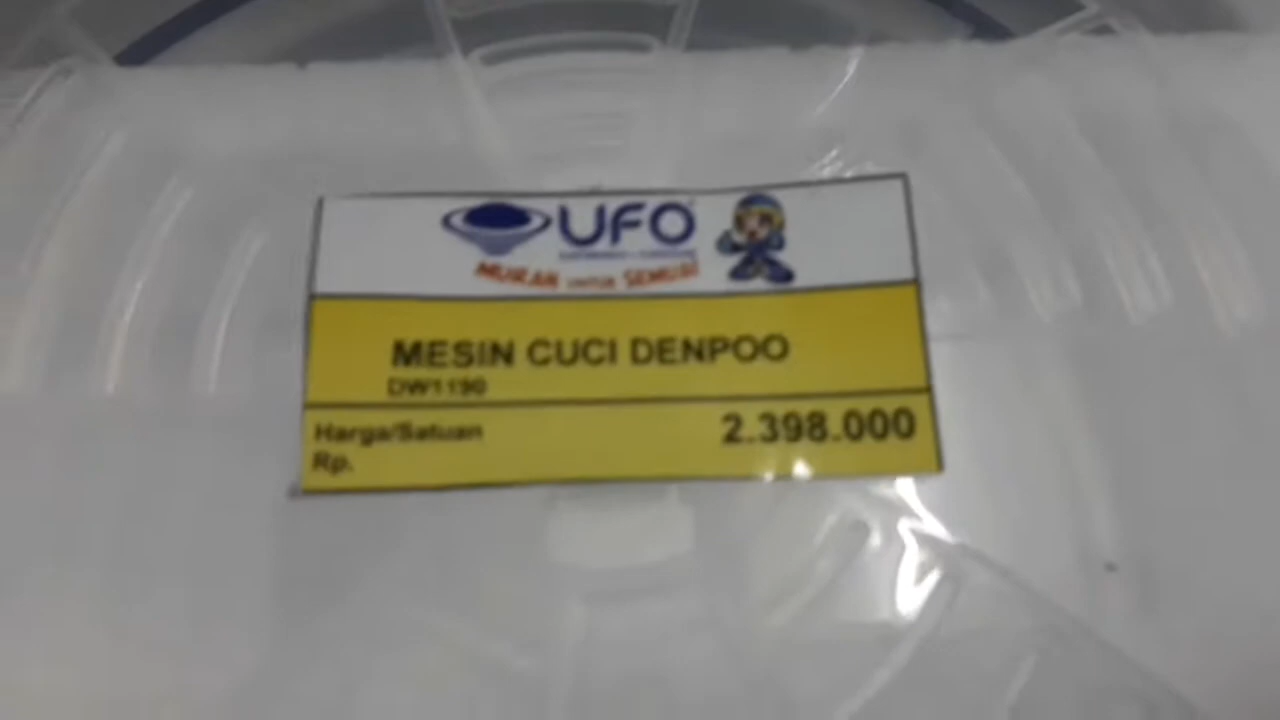 UFO
MURAH UNTUK SEMUA!
MESIN CUCI DENPOO
DW1190
Harga/Satuan
Rp.
2.398.000